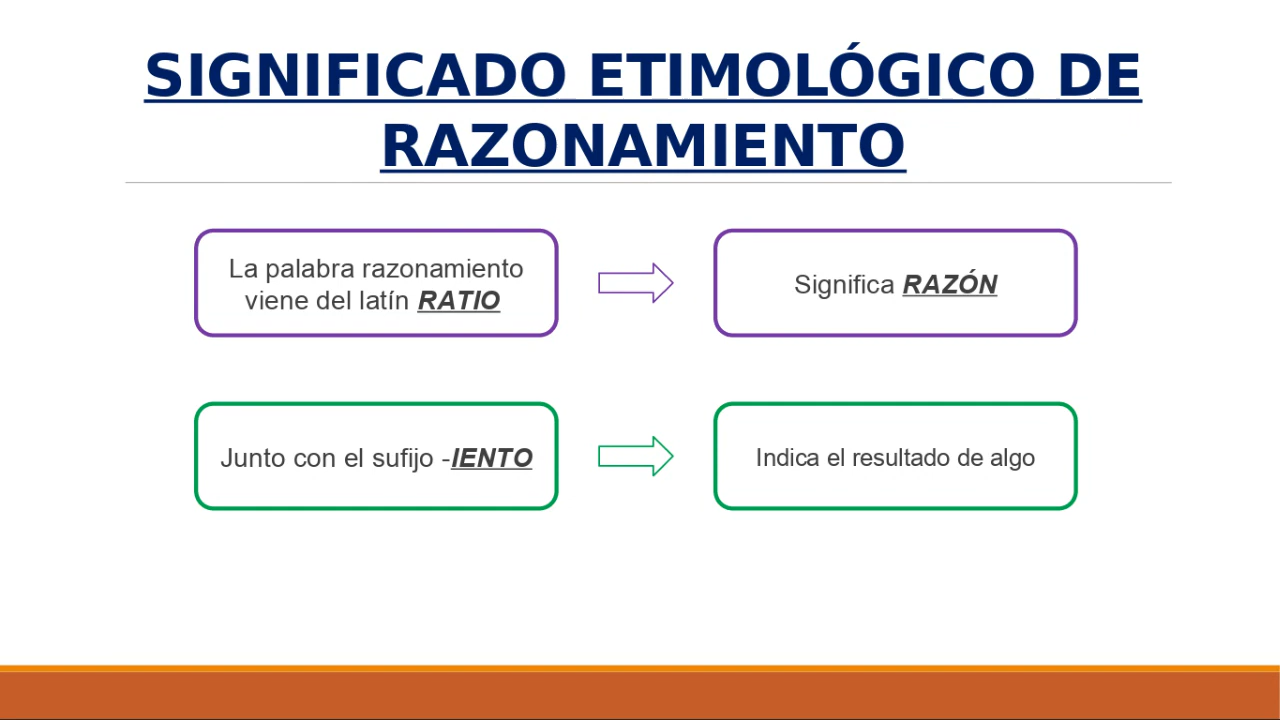 SIGNIFICADO ETIMOLÓGICO DE
RAZONAMIENTO
La palabra razonamiento
viene del latín RATIO
Significa RAZÓN
Junto con el sufijo -IENTO
Indica el resultado de algo